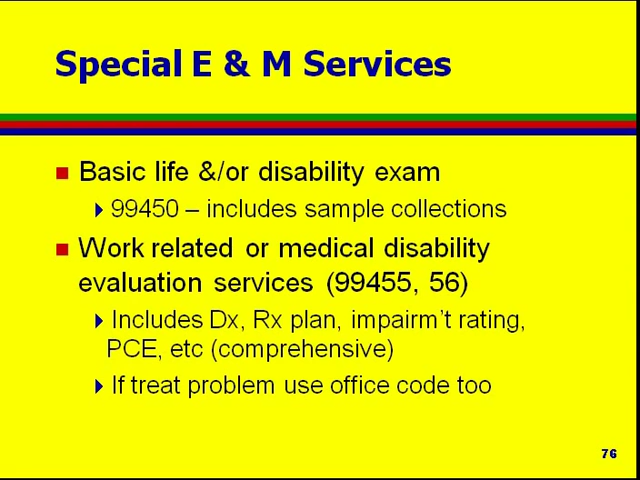 Special E & M Services
Basic life &/or disability exam
99450 – includes sample collections
Work related or medical disability
evaluation services (99455, 56)
Includes Dx, Rx plan, impairm't rating,
PCE, etc (comprehensive)
If treat problem use office code too
76